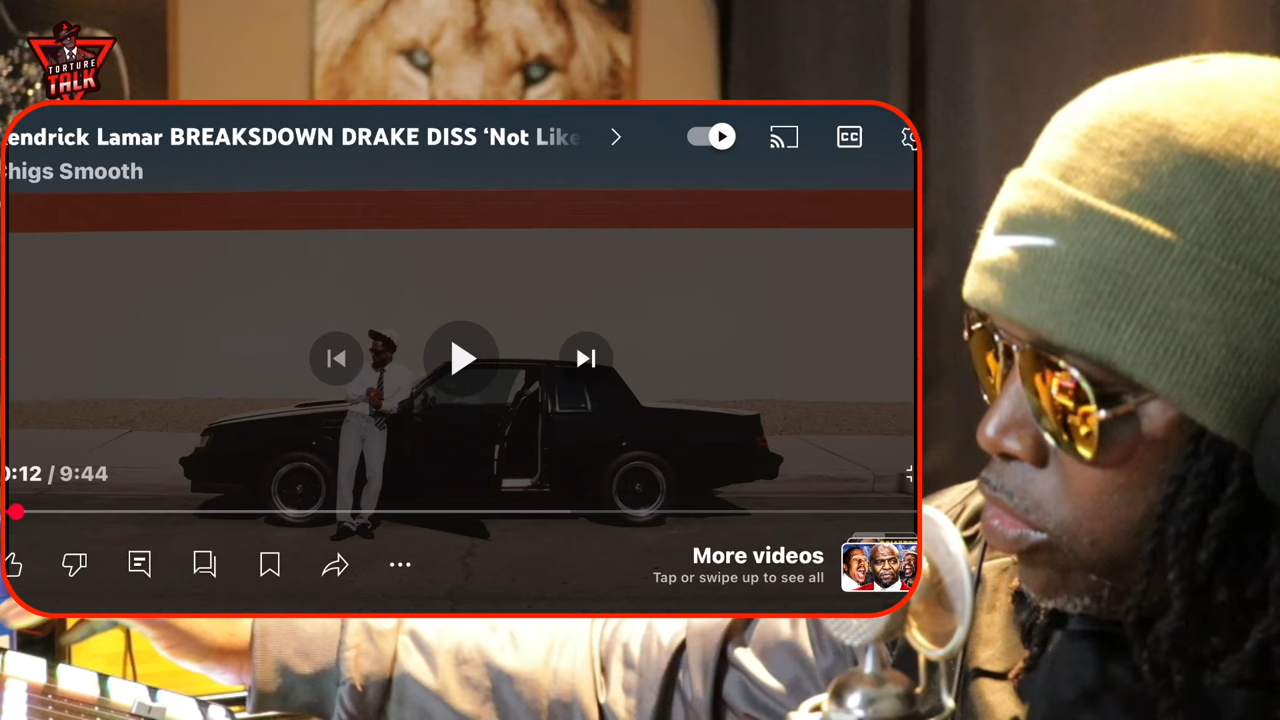 TORTURE
TALK
endrick Lamar BREAKSDOWN DRAKE DISS ‘Not Like
higs Smooth
CC
0:12 / 9:44
More videos
Tap or swipe up to see all